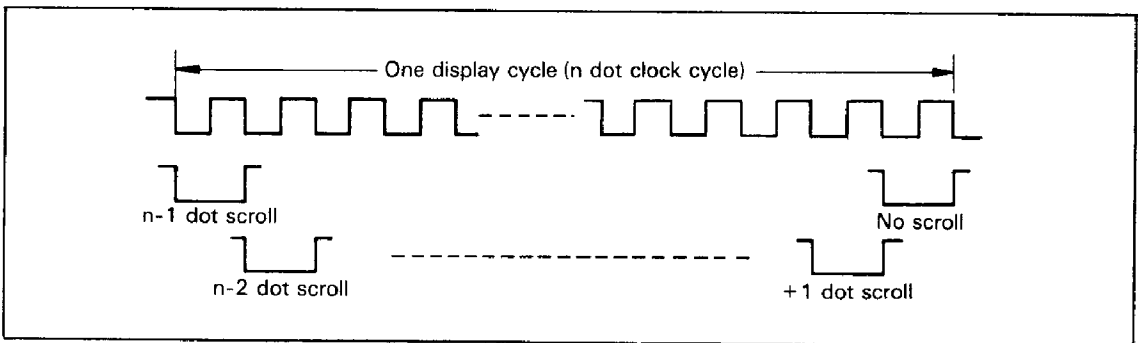 One display cycle (n dot clock cycle)
n-1 dot scroll
No scroll
n-2 dot scroll
+1 dot scroll